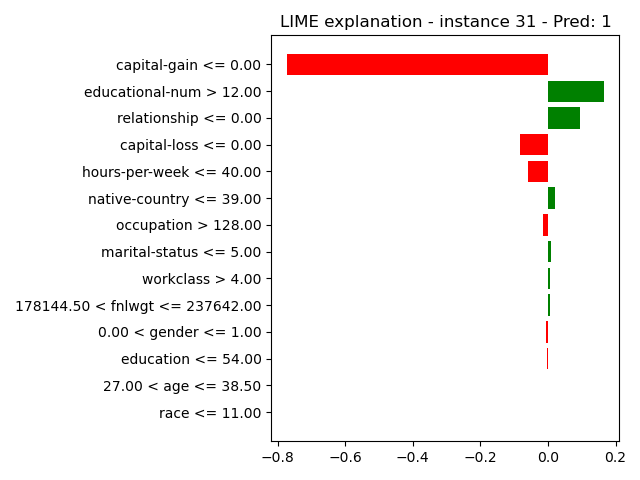 LIME explanation - instance 31 - Pred: 1
capital-gain <= 0.00
educational-num > 12.00
relationship <= 0.00
capital-loss <= 0.00
hours-per-week <= 40.00
native-country <= 39.00
occupation > 128.00
marital-status <= 5.00
workclass > 4.00
178144.50 < fnlwgt <= 237642.00
0.00 < gender <= 1.00
education <= 54.00
27.00 < age <= 38.50
race <= 11.00
−0.8 −0.6 −0.4 −0.2 0.0 0.2